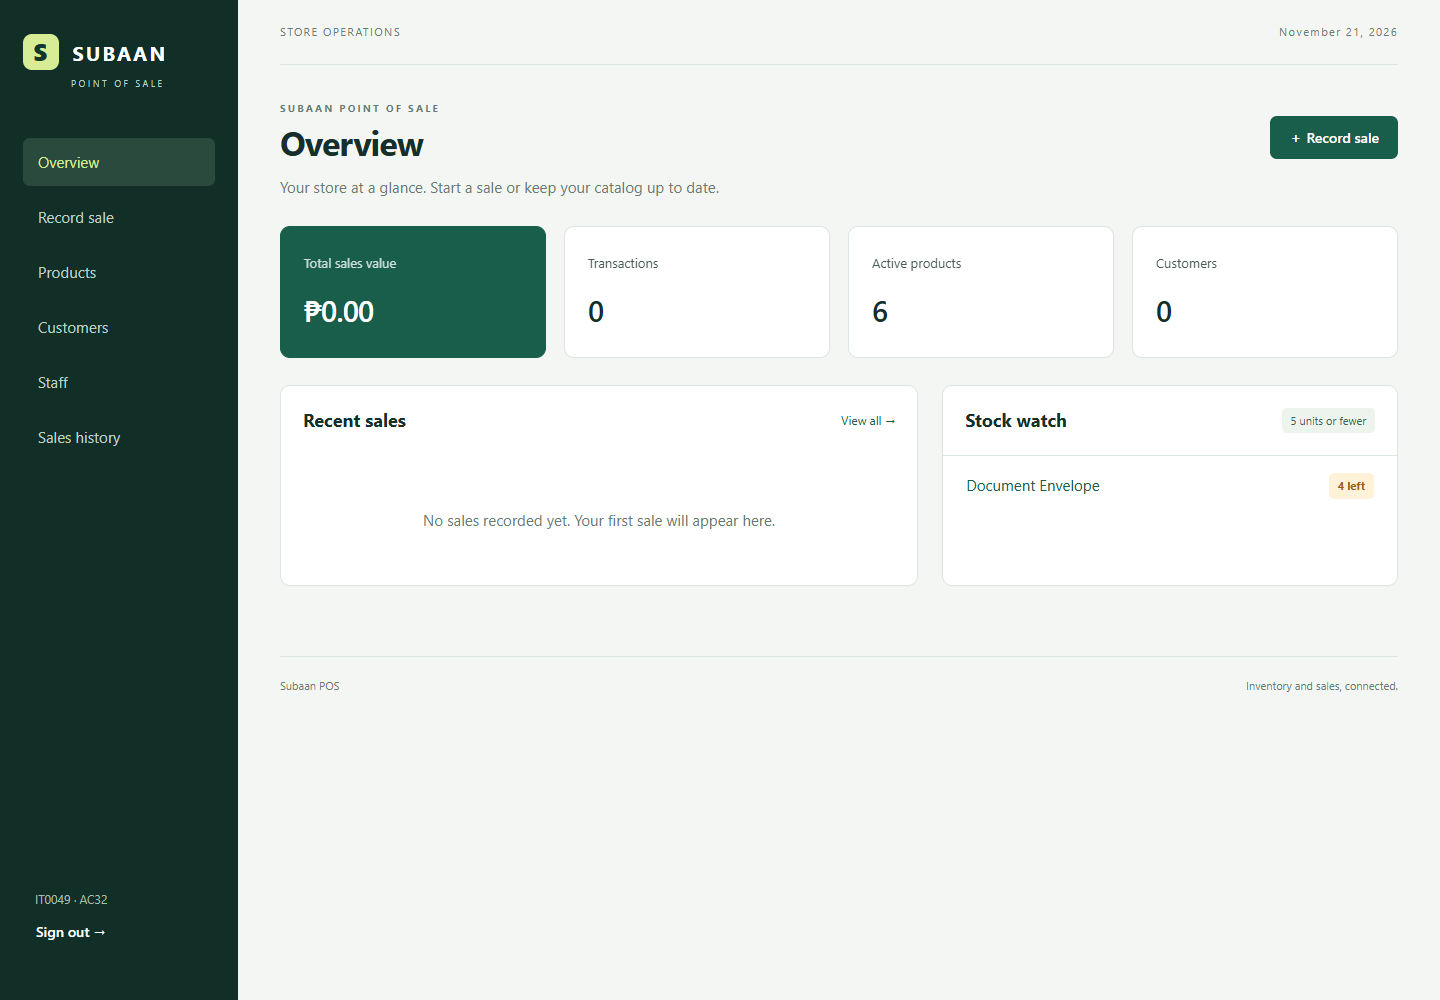 S SUBAAN
POINT OF SALE
Overview
Record sale
Products
Customers
Staff
Sales history
IT0049 · AC32
Sign out →
STORE OPERATIONS
November 21, 2026
SUBAAN POINT OF SALE
Overview
+ Record sale
Your store at a glance. Start a sale or keep your catalog up to date.
Total sales value
₱0.00
Transactions
0
Active products
6
Customers
0
Recent sales
View all →
No sales recorded yet. Your first sale will appear here.
Stock watch
5 units or fewer
Document Envelope
4 left
Subaan POS
Inventory and sales, connected.